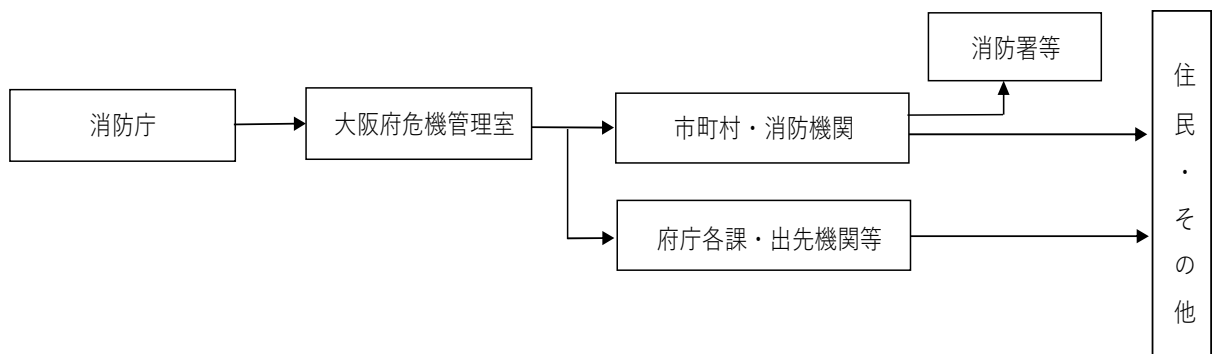 消防庁
大阪府危機管理室
市町村・消防機関
消防署等
府庁各課・出先機関等
住民・その他